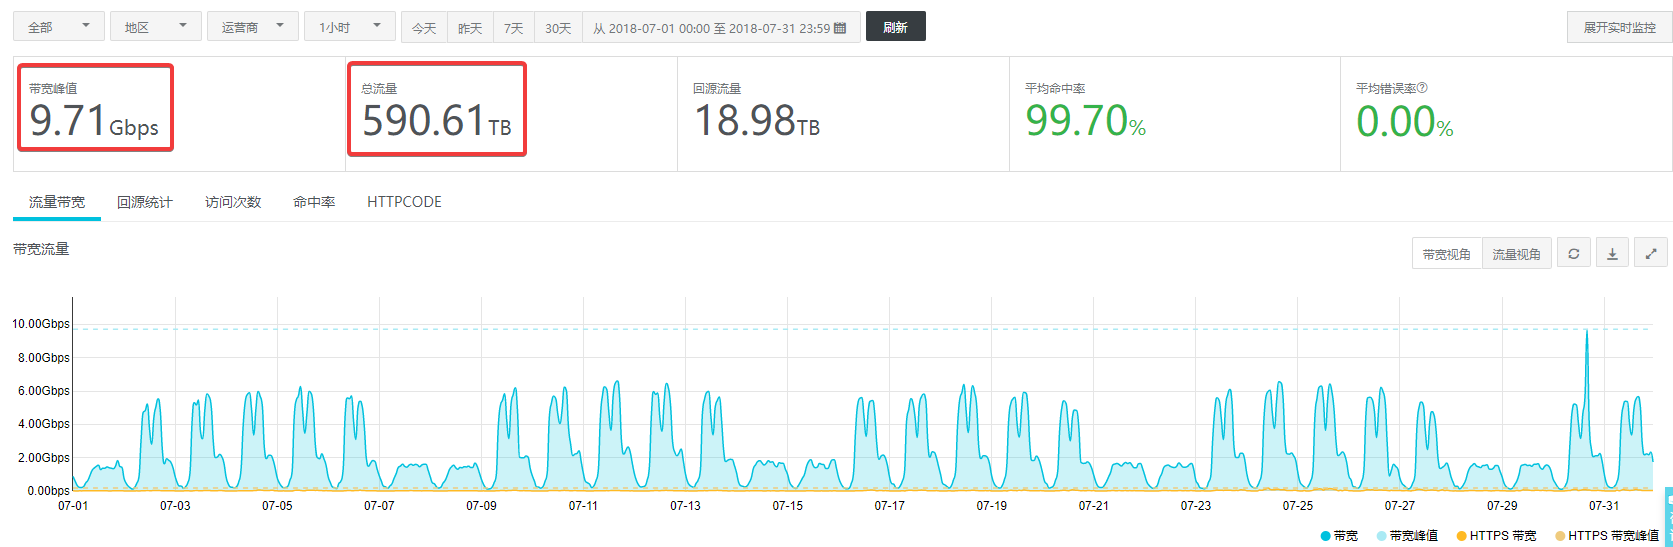 全部 地区 运营商 1小时 今天 昨天 7天 30天 从 2018-07-01 00:00 至 2018-07-31 23:59 刷新 展开实时监控
带宽峰值 总流量 回源流量 平均命中率 平均错误率?
9.71Gbps 590.61TB 18.98TB 99.70% 0.00%
流量带宽 回源统计 访问次数 命中率 HTTPCODE
带宽流量 带宽视角 流量视角
10.00Gbps
8.00Gbps
6.00Gbps
4.00Gbps
2.00Gbps
0.00bps
07-01 07-03 07-05 07-07 07-09 07-11 07-13 07-15 07-17 07-19 07-21 07-23 07-25 07-27 07-29 07-31
带宽 带宽峰值 HTTPS 带宽 HTTPS 带宽峰值